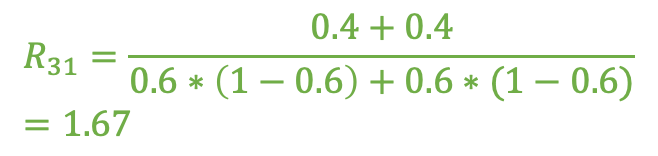 R₃₁ = (0.4 + 0.4) / (0.6 * (1 − 0.6) + 0.6 * (1 − 0.6))
= 1.67